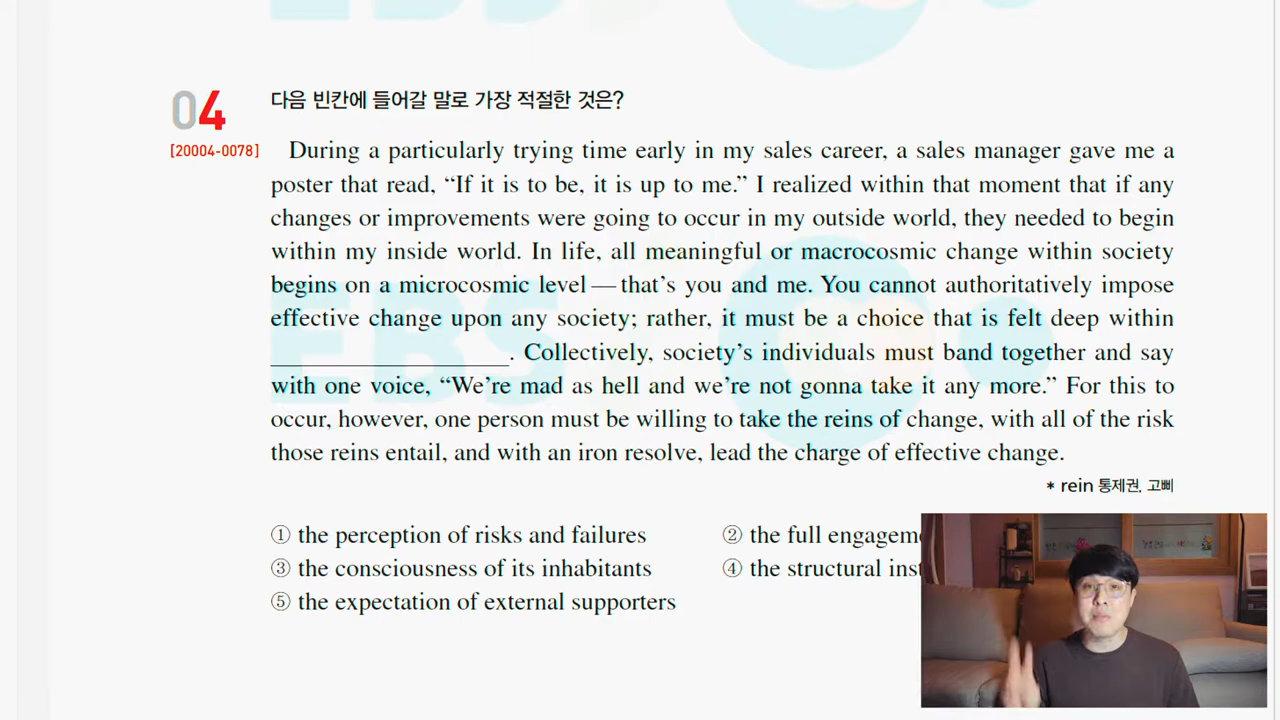 04
다음 빈칸에 들어갈 말로 가장 적절한 것은?
[20004-0078]
During a particularly trying time early in my sales career, a sales manager gave me a
poster that read, “If it is to be, it is up to me.” I realized within that moment that if any
changes or improvements were going to occur in my outside world, they needed to begin
within my inside world. In life, all meaningful or macrocosmic change within society
begins on a microcosmic level — that’s you and me. You cannot authoritatively impose
effective change upon any society; rather, it must be a choice that is felt deep within
___________________. Collectively, society’s individuals must band together and say
with one voice, “We’re mad as hell and we’re not gonna take it any more.” For this to
occur, however, one person must be willing to take the reins of change, with all of the risk
those reins entail, and with an iron resolve, lead the charge of effective change.
* rein 통제권, 고삐
① the perception of risks and failures
② the full engagem
③ the consciousness of its inhabitants
④ the structural inst
⑤ the expectation of external supporters
EBS